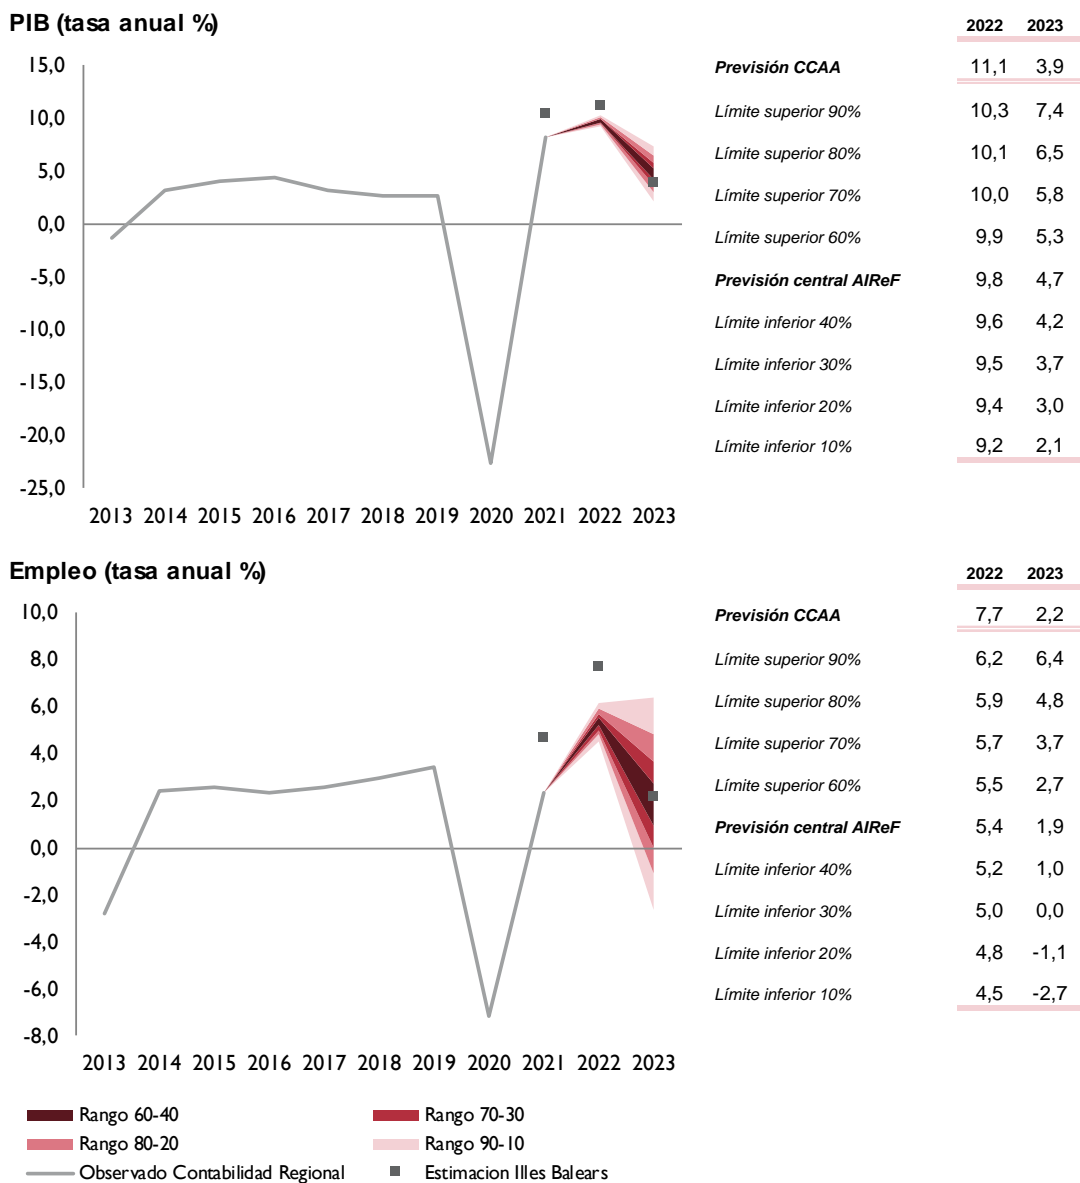 PIB (tasa anual %)
2022 2023
15,0
10,0
5,0
0,0
-5,0
-10,0
-15,0
-20,0
-25,0
2013 2014 2015 2016 2017 2018 2019 2020 2021 2022 2023
Previsión CCAA 11,1 3,9
Límite superior 90% 10,3 7,4
Límite superior 80% 10,1 6,5
Límite superior 70% 10,0 5,8
Límite superior 60% 9,9 5,3
Previsión central AIReF 9,8 4,7
Límite inferior 40% 9,6 4,2
Límite inferior 30% 9,5 3,7
Límite inferior 20% 9,4 3,0
Límite inferior 10% 9,2 2,1
Empleo (tasa anual %)
2022 2023
10,0
8,0
6,0
4,0
2,0
0,0
-2,0
-4,0
-6,0
-8,0
2013 2014 2015 2016 2017 2018 2019 2020 2021 2022 2023
Previsión CCAA 7,7 2,2
Límite superior 90% 6,2 6,4
Límite superior 80% 5,9 4,8
Límite superior 70% 5,7 3,7
Límite superior 60% 5,5 2,7
Previsión central AIReF 5,4 1,9
Límite inferior 40% 5,2 1,0
Límite inferior 30% 5,0 0,0
Límite inferior 20% 4,8 -1,1
Límite inferior 10% 4,5 -2,7
Rango 60-40 Rango 70-30
Rango 80-20 Rango 90-10
Observado Contabilidad Regional Estimacion Illes Balears